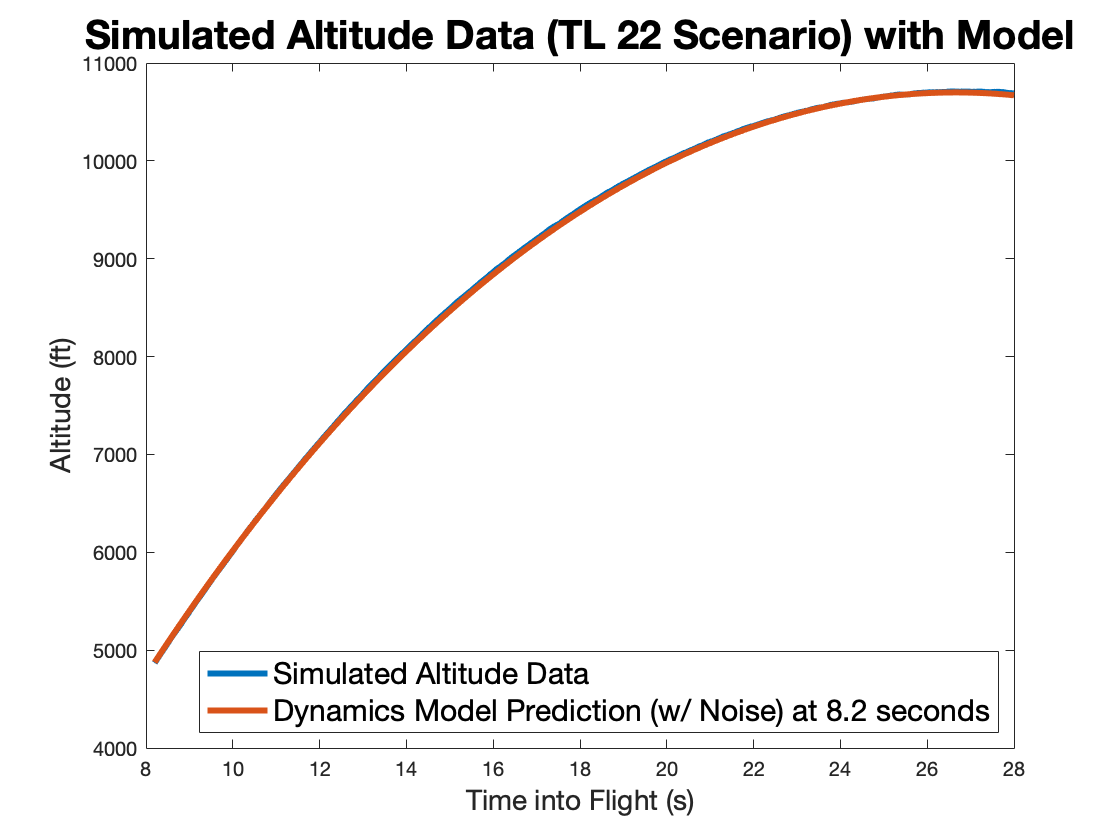 Simulated Altitude Data (TL 22 Scenario) with Model
11000
10000
9000
8000
7000
6000
5000
4000
Altitude (ft)
Simulated Altitude Data
Dynamics Model Prediction (w/ Noise) at 8.2 seconds
8 10 12 14 16 18 20 22 24 26 28
Time into Flight (s)